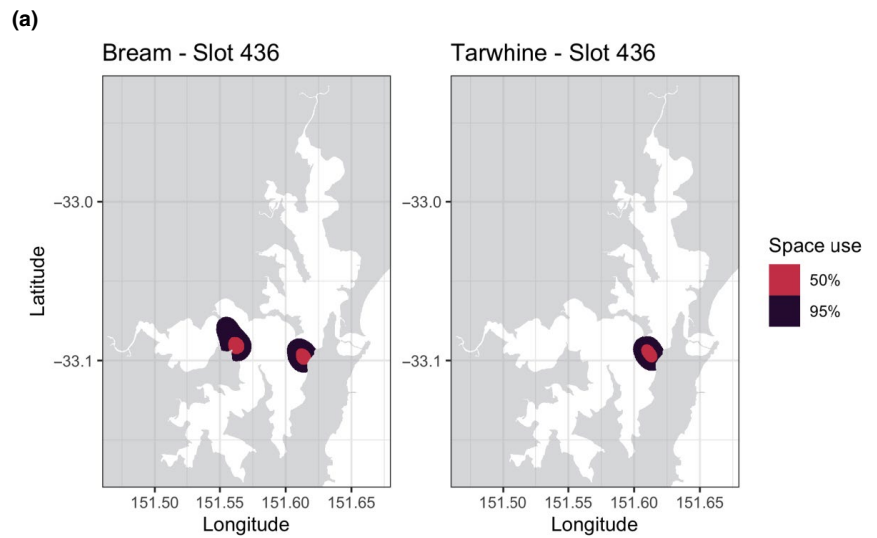 (a)
Bream - Slot 436
Tarwhine - Slot 436
−33.0
−33.1
−33.0
−33.1
Latitude
151.50 151.55 151.60 151.65
151.50 151.55 151.60 151.65
Longitude
Longitude
Space use
50%
95%